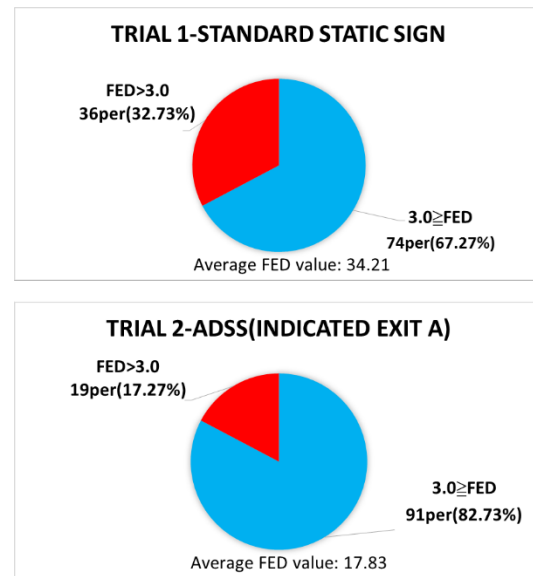 TRIAL 1-STANDARD STATIC SIGN
FED>3.0
36per(32.73%)
3.0≧FED
74per(67.27%)
Average FED value: 34.21
TRIAL 2-ADSS(INDICATED EXIT A)
FED>3.0
19per(17.27%)
3.0≧FED
91per(82.73%)
Average FED value: 17.83